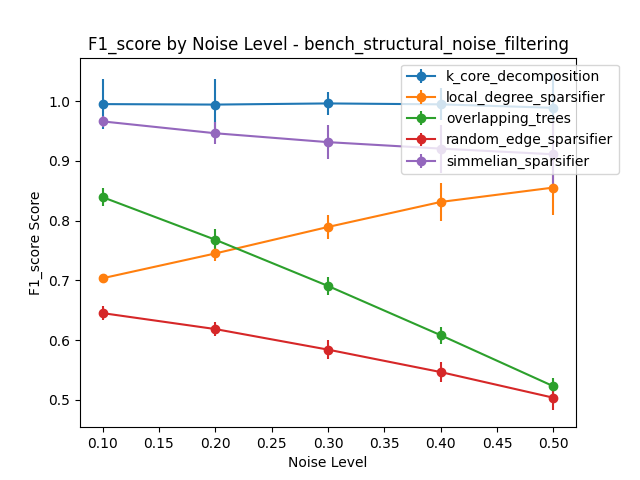 F1_score by Noise Level - bench_structural_noise_filtering
k_core_decomposition
local_degree_sparsifier
overlapping_trees
random_edge_sparsifier
simmelian_sparsifier
F1_score Score
1.0
0.9
0.8
0.7
0.6
0.5
0.10 0.15 0.20 0.25 0.30 0.35 0.40 0.45 0.50
Noise Level